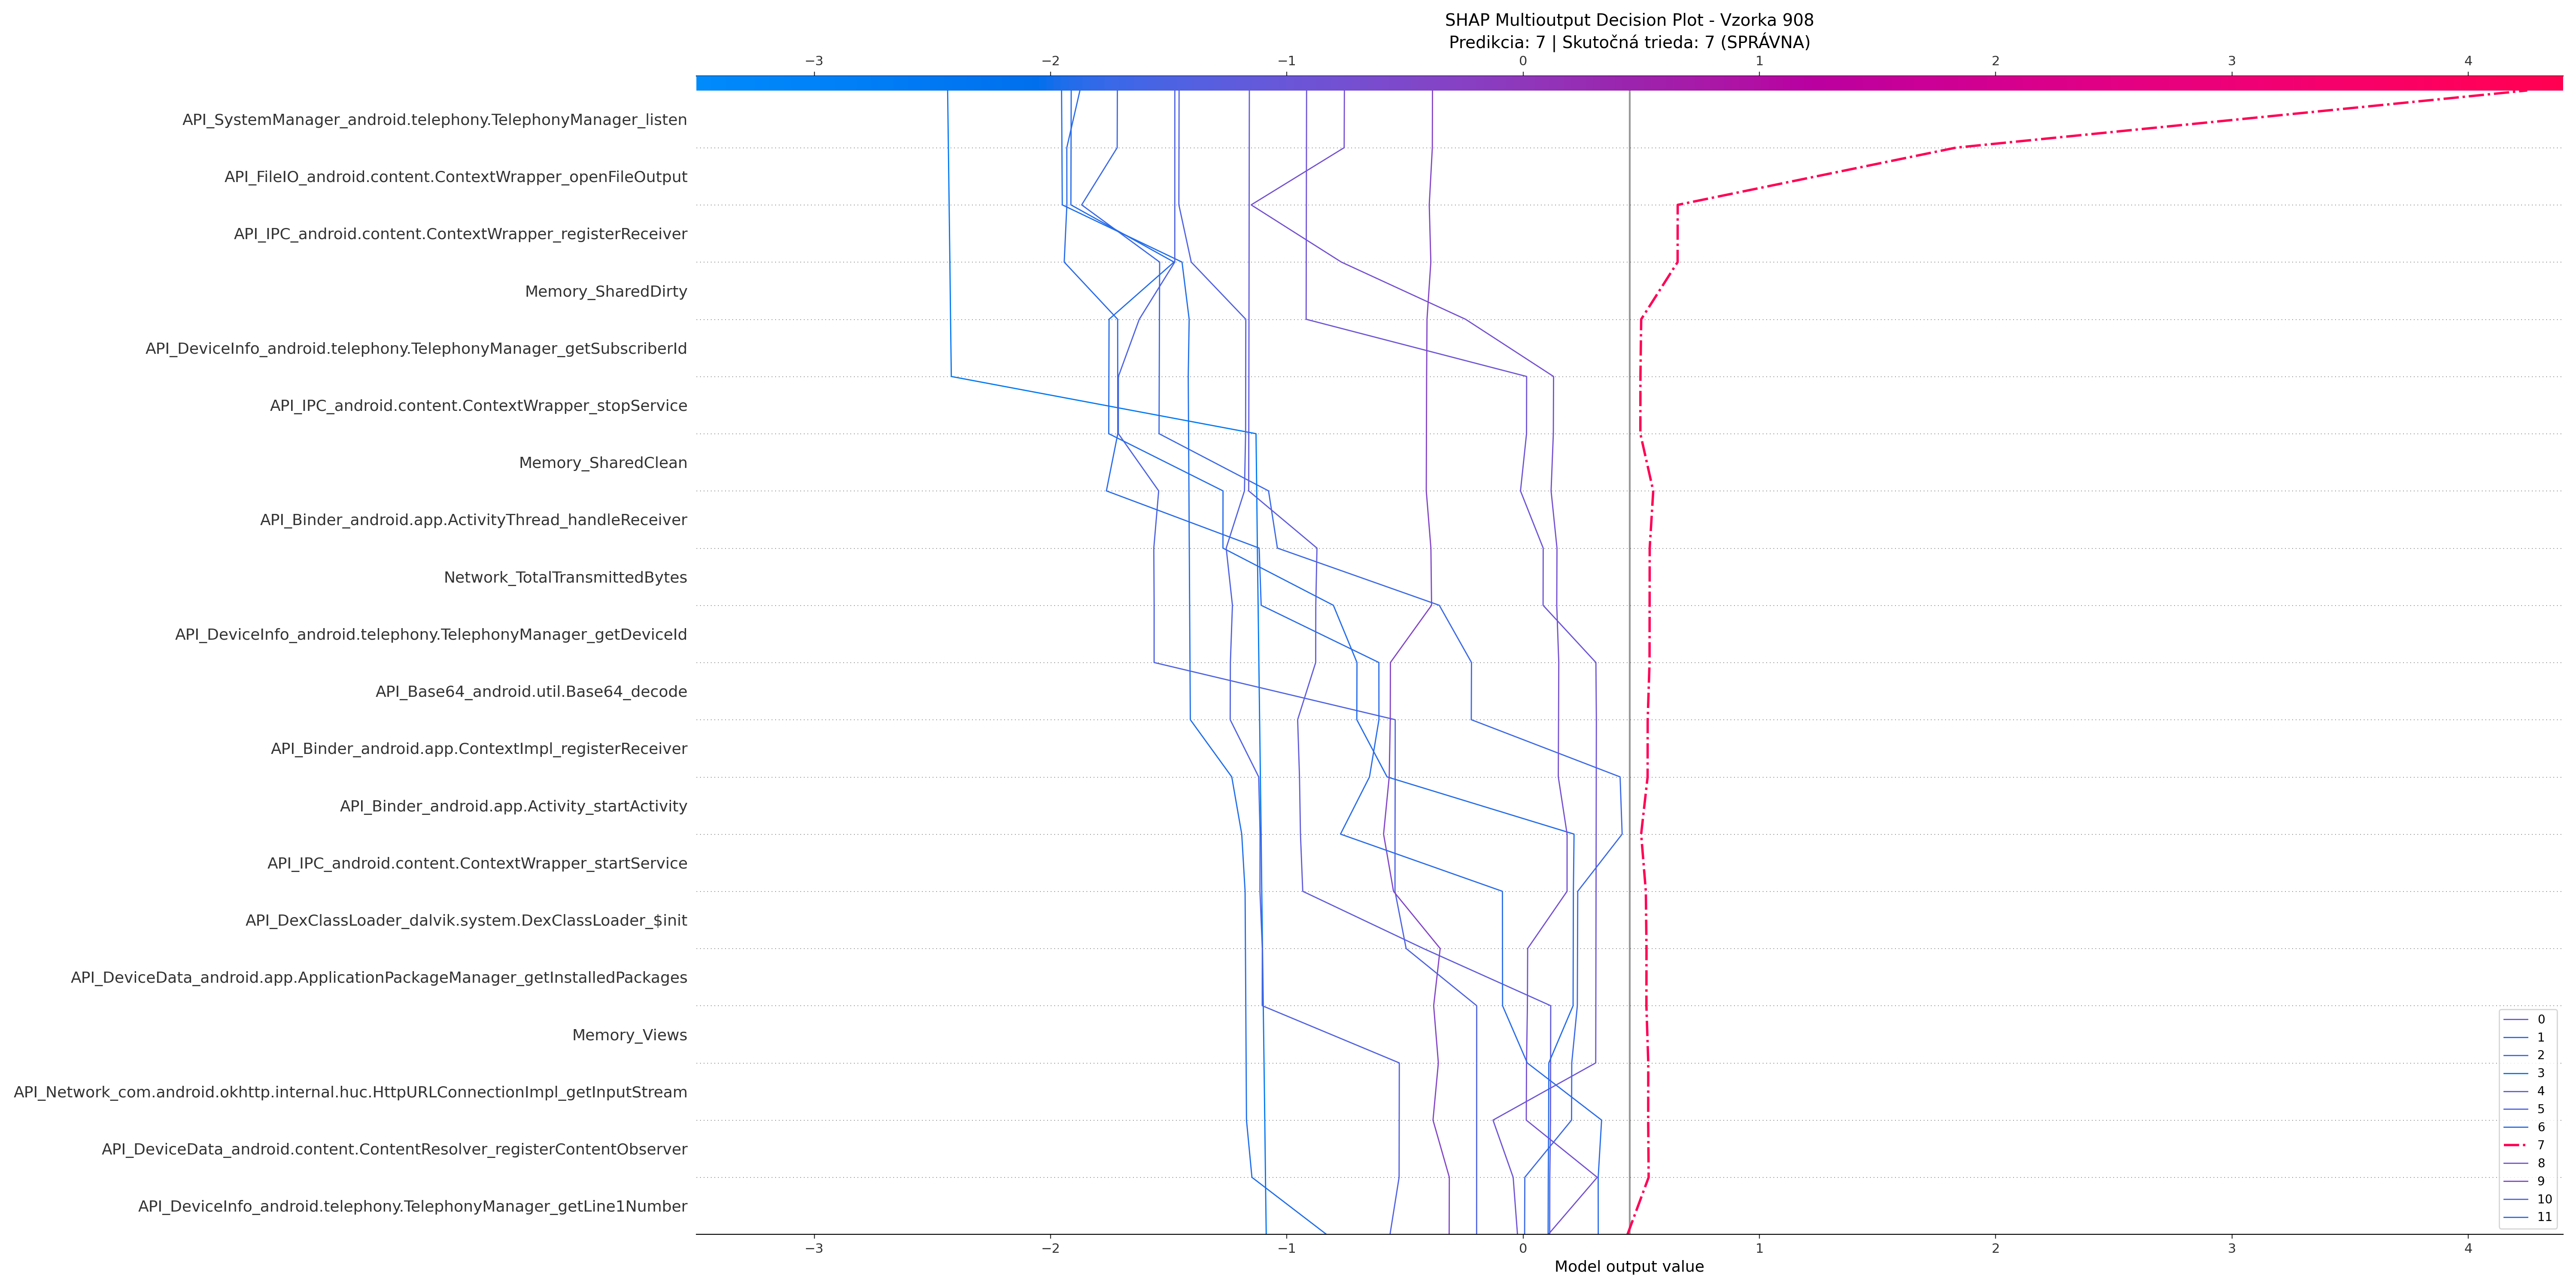 SHAP Multioutput Decision Plot - Vzorka 908
Predikcia: 7 | Skutočná trieda: 7 (SPRÁVNA)
−3 −2 −1 0 1 2 3 4
API_SystemManager_android.telephony.TelephonyManager_listen
API_FileIO_android.content.ContextWrapper_openFileOutput
API_IPC_android.content.ContextWrapper_registerReceiver
Memory_SharedDirty
API_DeviceInfo_android.telephony.TelephonyManager_getSubscriberId
API_IPC_android.content.ContextWrapper_stopService
Memory_SharedClean
API_Binder_android.app.ActivityThread_handleReceiver
Network_TotalTransmittedBytes
API_DeviceInfo_android.telephony.TelephonyManager_getDeviceId
API_Base64_android.util.Base64_decode
API_Binder_android.app.ContextImpl_registerReceiver
API_Binder_android.app.Activity_startActivity
API_IPC_android.content.ContextWrapper_startService
API_DexClassLoader_dalvik.system.DexClassLoader_$init
API_DeviceData_android.app.ApplicationPackageManager_getInstalledPackages
Memory_Views
API_Network_com.android.okhttp.internal.huc.HttpURLConnectionImpl_getInputStream
API_DeviceData_android.content.ContentResolver_registerContentObserver
API_DeviceInfo_android.telephony.TelephonyManager_getLine1Number
0
1
2
3
4
5
6
7
8
9
10
11
−3 −2 −1 0 1 2 3 4
Model output value